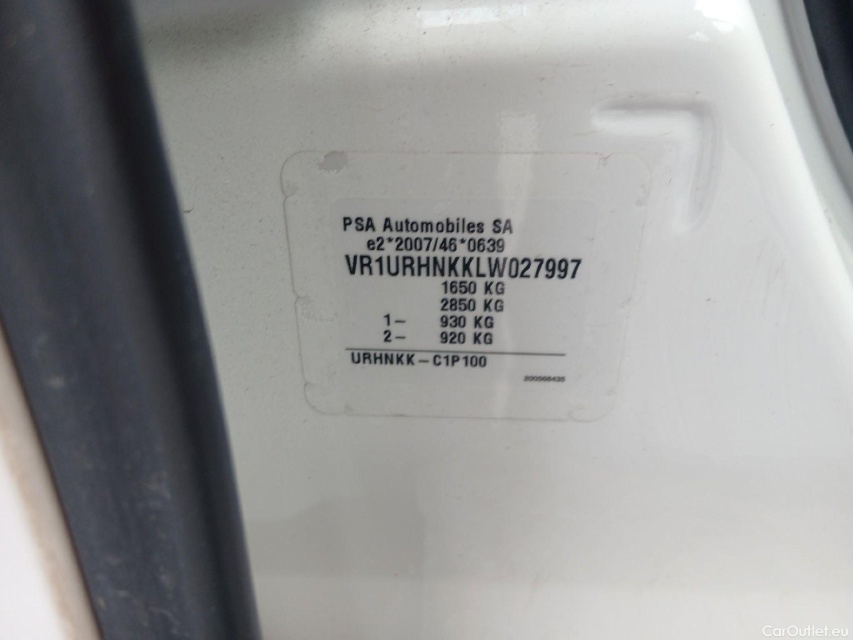 PSA Automobiles SA
e2*2007/46*0639
VR1URHNKKLW027997
1650 KG
2850 KG
1- 930 KG
2- 920 KG
URHNKK-C1P100
CarOutlet.eu